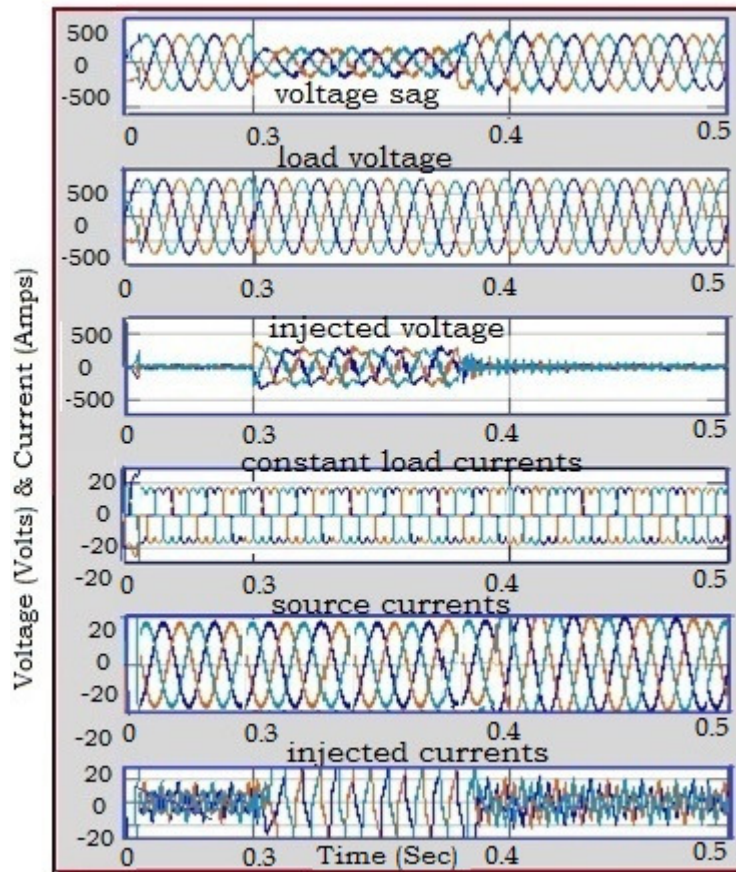 500
0
-500
voltage sag
0 0.3 0.4 0.5
load voltage
500
0
-500
0 0.3 0.4 0.5
injected voltage
500
0
-500
0 0.3 0.4 0.5
constant load currents
20
0
-20
-20
0 0.3 0.4 0.5
source currents
20
0
-20
0 0.3 0.4 0.5
-20
injected currents
20
0
-20
0 0.3 Time (Sec) 0.4 0.5
Voltage (Volts) & Current (Amps)